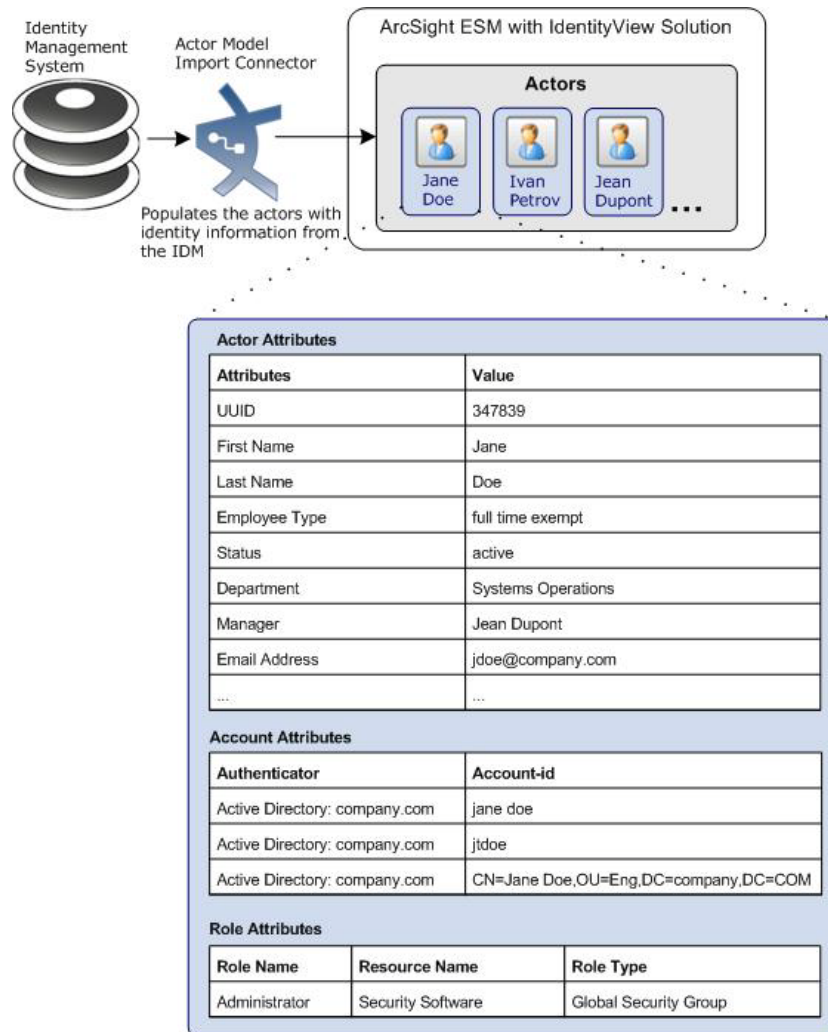 Identity
Management
System
Actor Model
Import Connector
Populates the actors with
identity information from
the IDM
ArcSight ESM with IdentityView Solution
Actors
Jane
Doe
Ivan
Petrov
Jean
Dupont
...
Actor Attributes
Attributes Value
UUID 347839
First Name Jane
Last Name Doe
Employee Type full time exempt
Status active
Department Systems Operations
Manager Jean Dupont
Email Address jdoe@company.com
... ...
Account Attributes
Authenticator Account-id
Active Directory: company.com jane doe
Active Directory: company.com jtdoe
Active Directory: company.com CN=Jane Doe,OU=Eng,DC=company,DC=COM
Role Attributes
Role Name Resource Name Role Type
Administrator Security Software Global Security Group